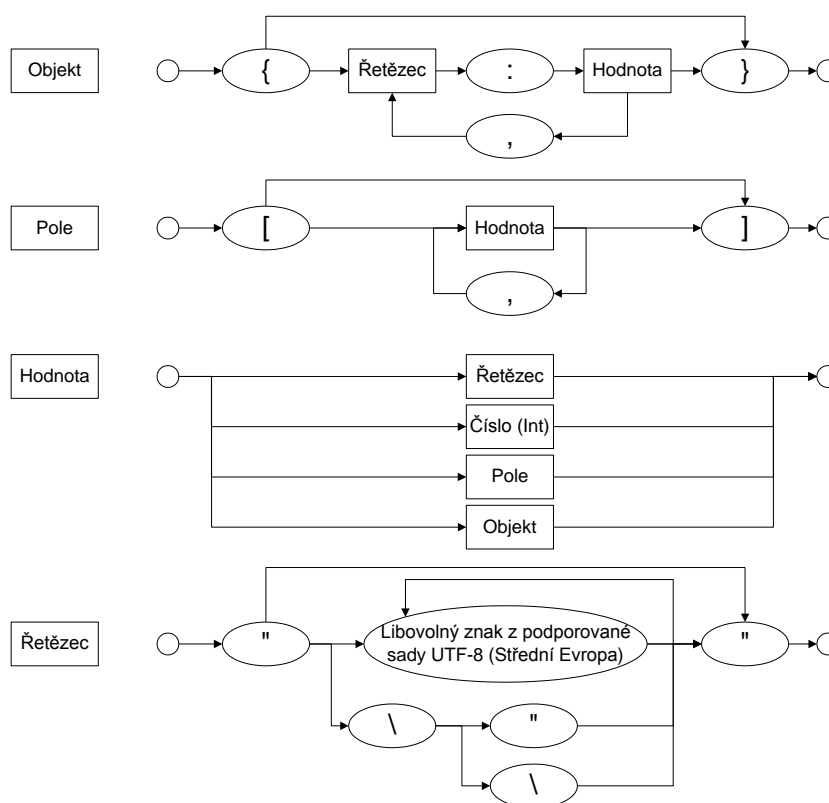 Objekt { Řetězec : Hodnota }
,
Pole [ Hodnota ]
,
Hodnota Řetězec
Číslo (Int)
Pole
Objekt
Řetězec " Libovolný znak z podporované "
sady UTF-8 (Střední Evropa)
\ "
\